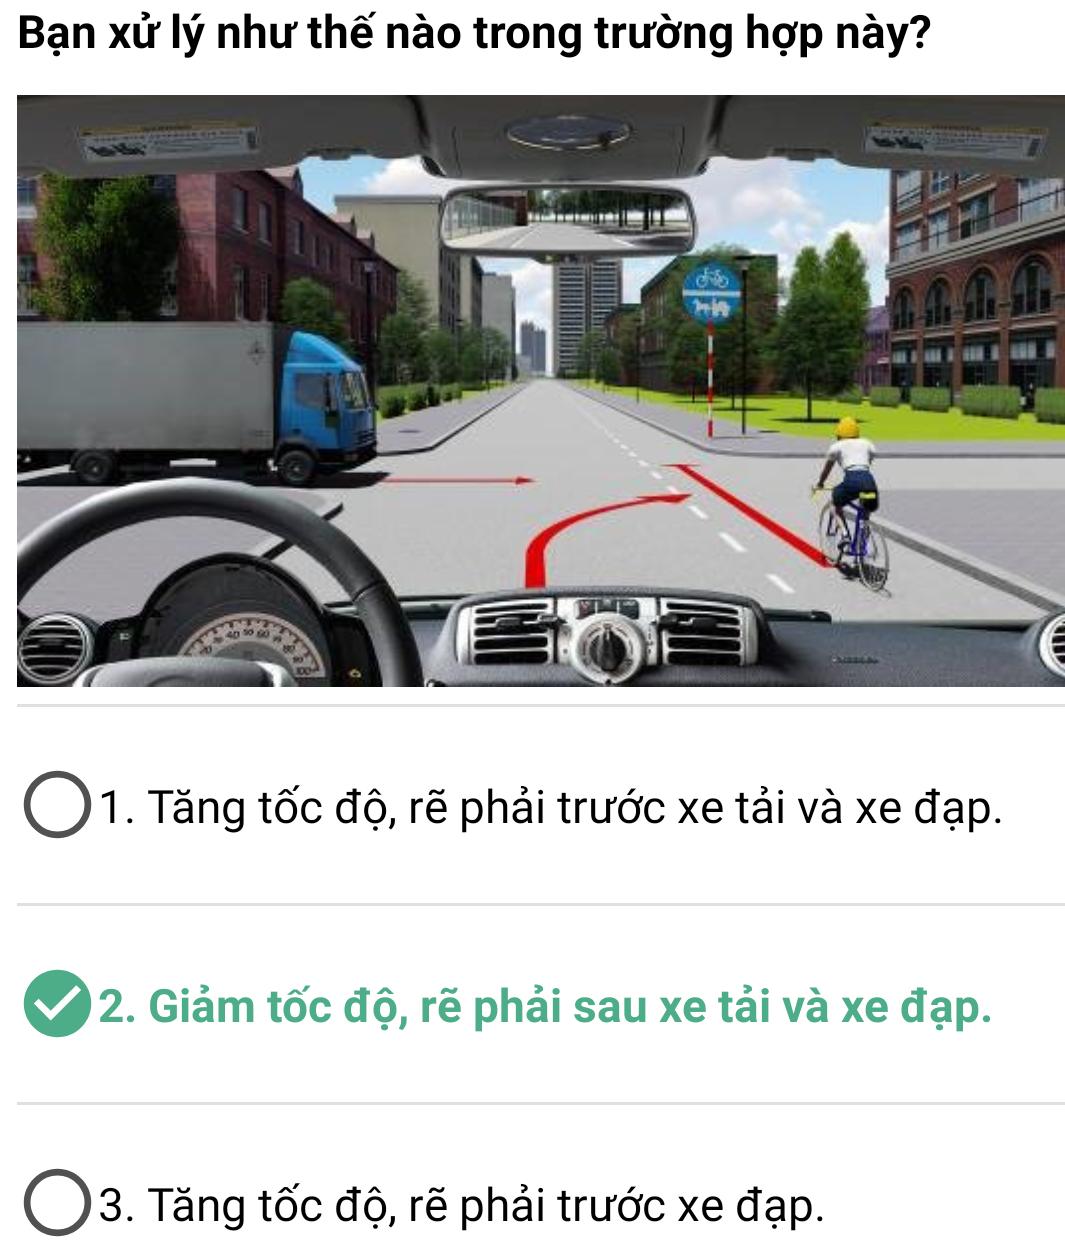 Bạn xử lý như thế nào trong trường hợp này?
1. Tăng tốc độ, rẽ phải trước xe tải và xe đạp.
2. Giảm tốc độ, rẽ phải sau xe tải và xe đạp.
3. Tăng tốc độ, rẽ phải trước xe đạp.